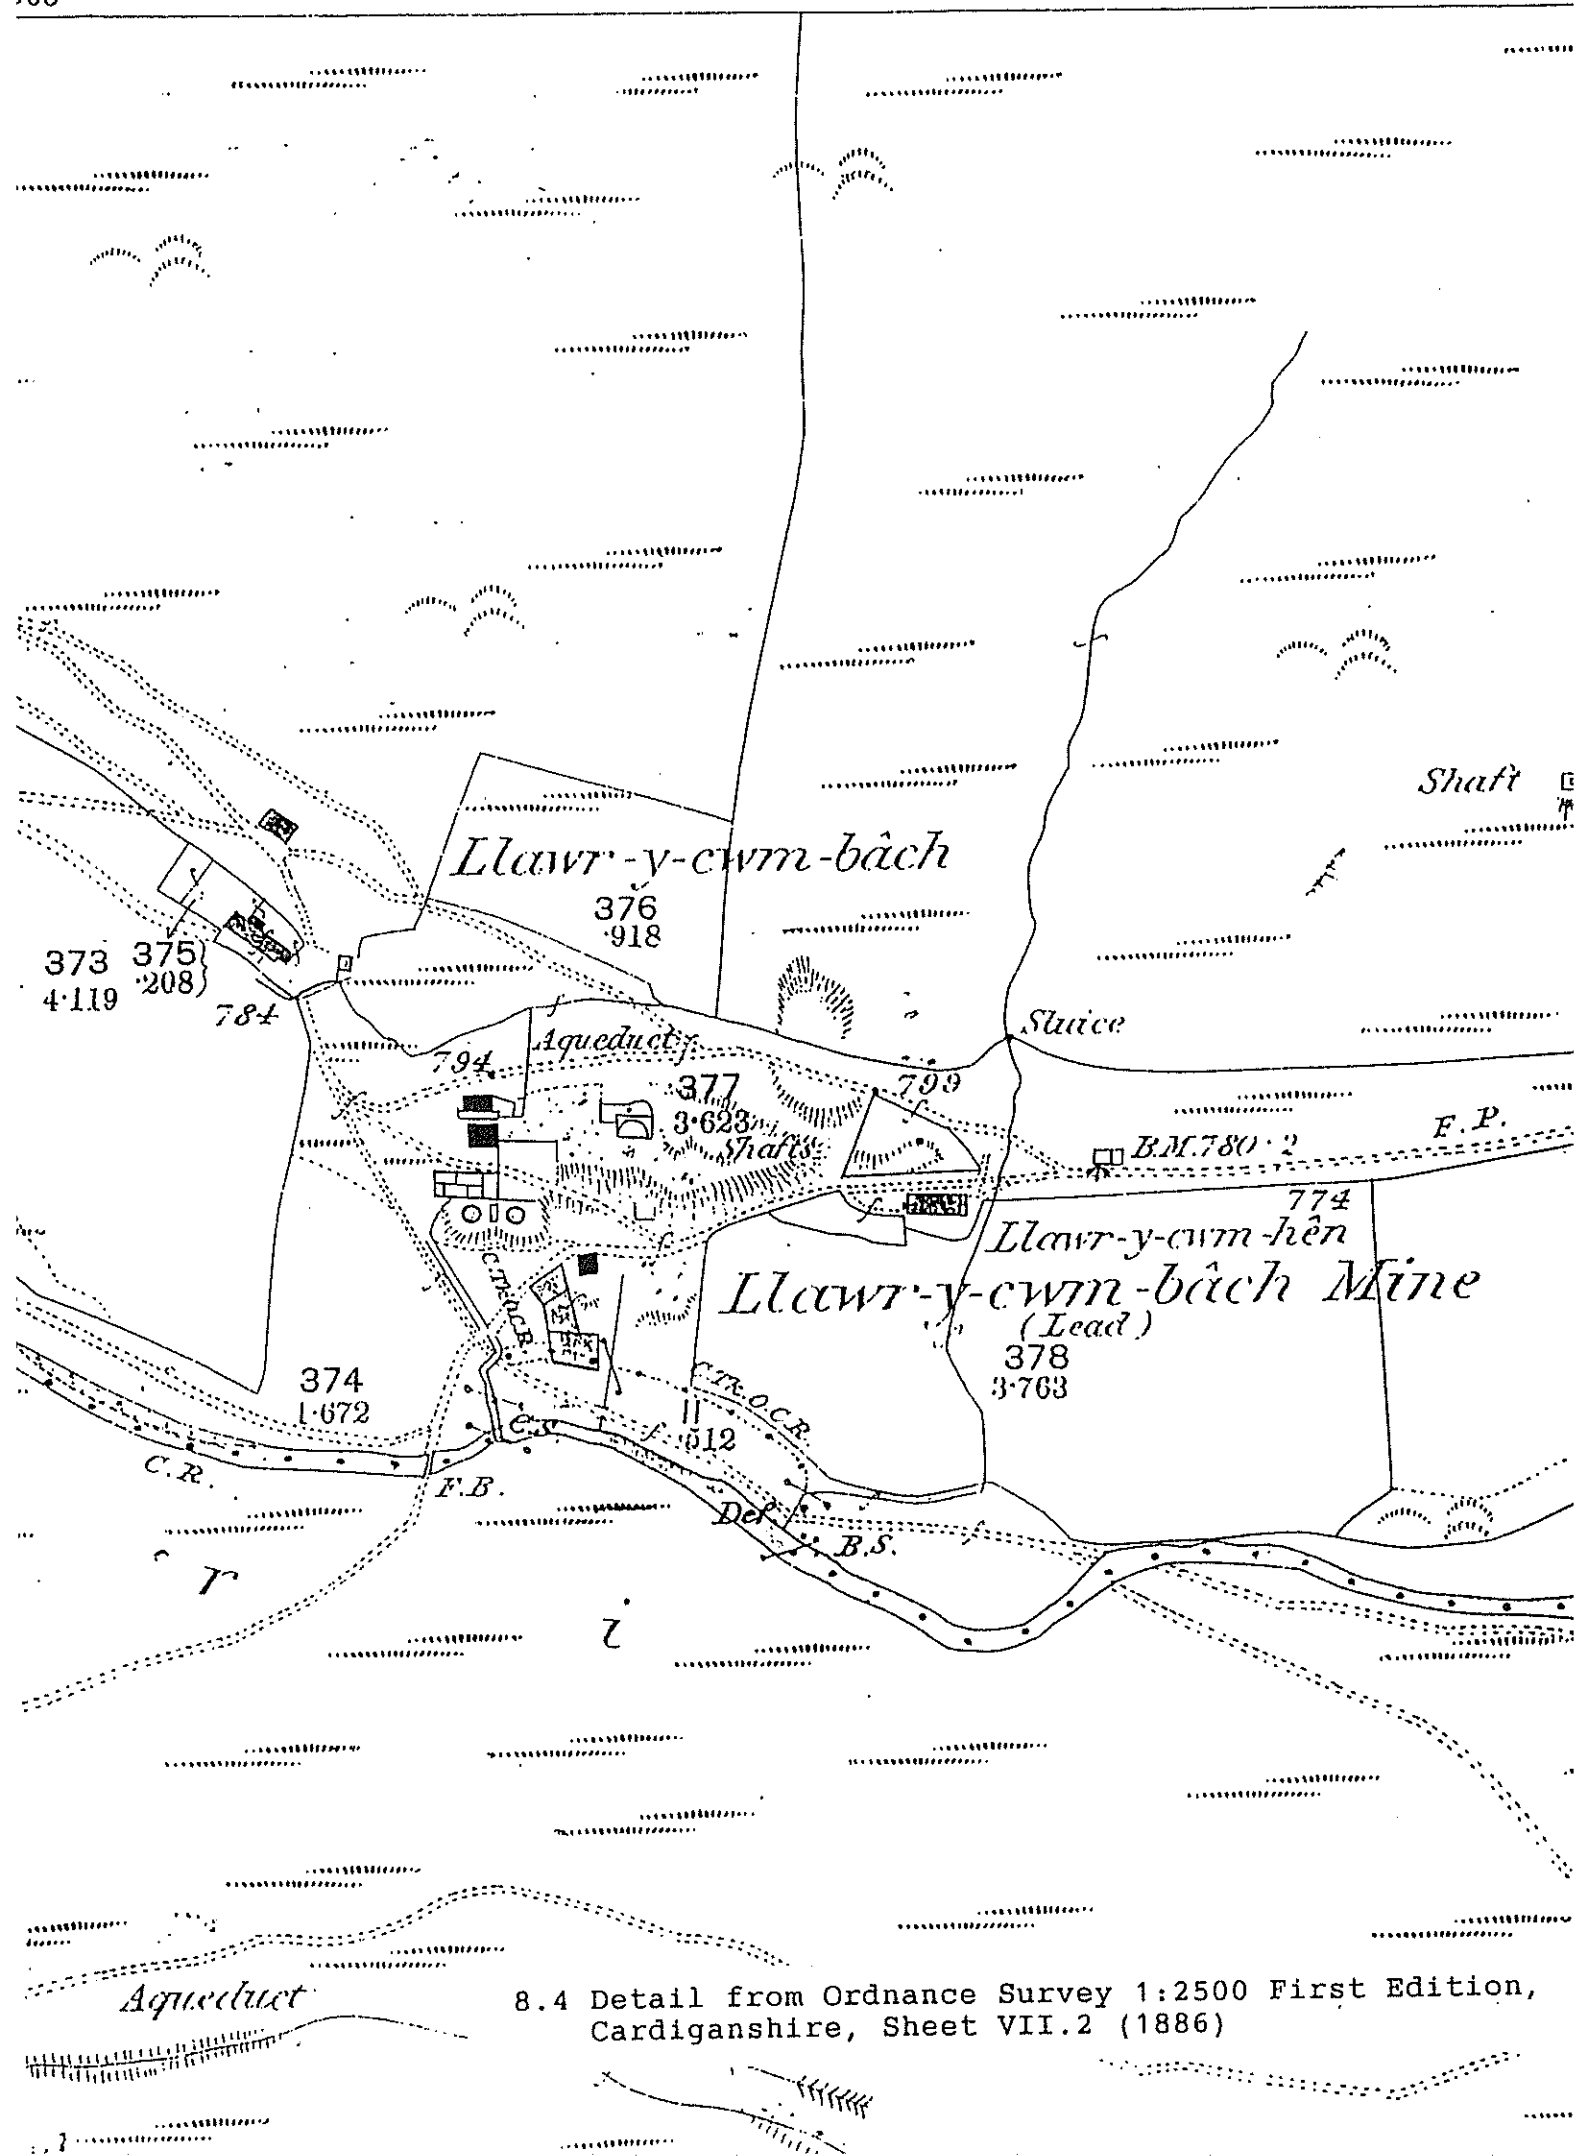 Shaft
Llawr-y-cwm-bâch
376
·918
373
4·119
375
·208
784
Sluice
Aqueduct
794
377
3·623
Shafts
799
B.M.780·2
F.P.
774
Llawr-y-cwm-hên
Llawr-y-cwm-bâch Mine
(Lead)
378
3·763
374
1·672
C.Tk.O.C.R.
·512
C.S.
C.R.
F.B.
Def.
B.S.
r
i
Aqueduct
8.4 Detail from Ordnance Survey 1:2500 First Edition,
Cardiganshire, Sheet VII.2 (1886)